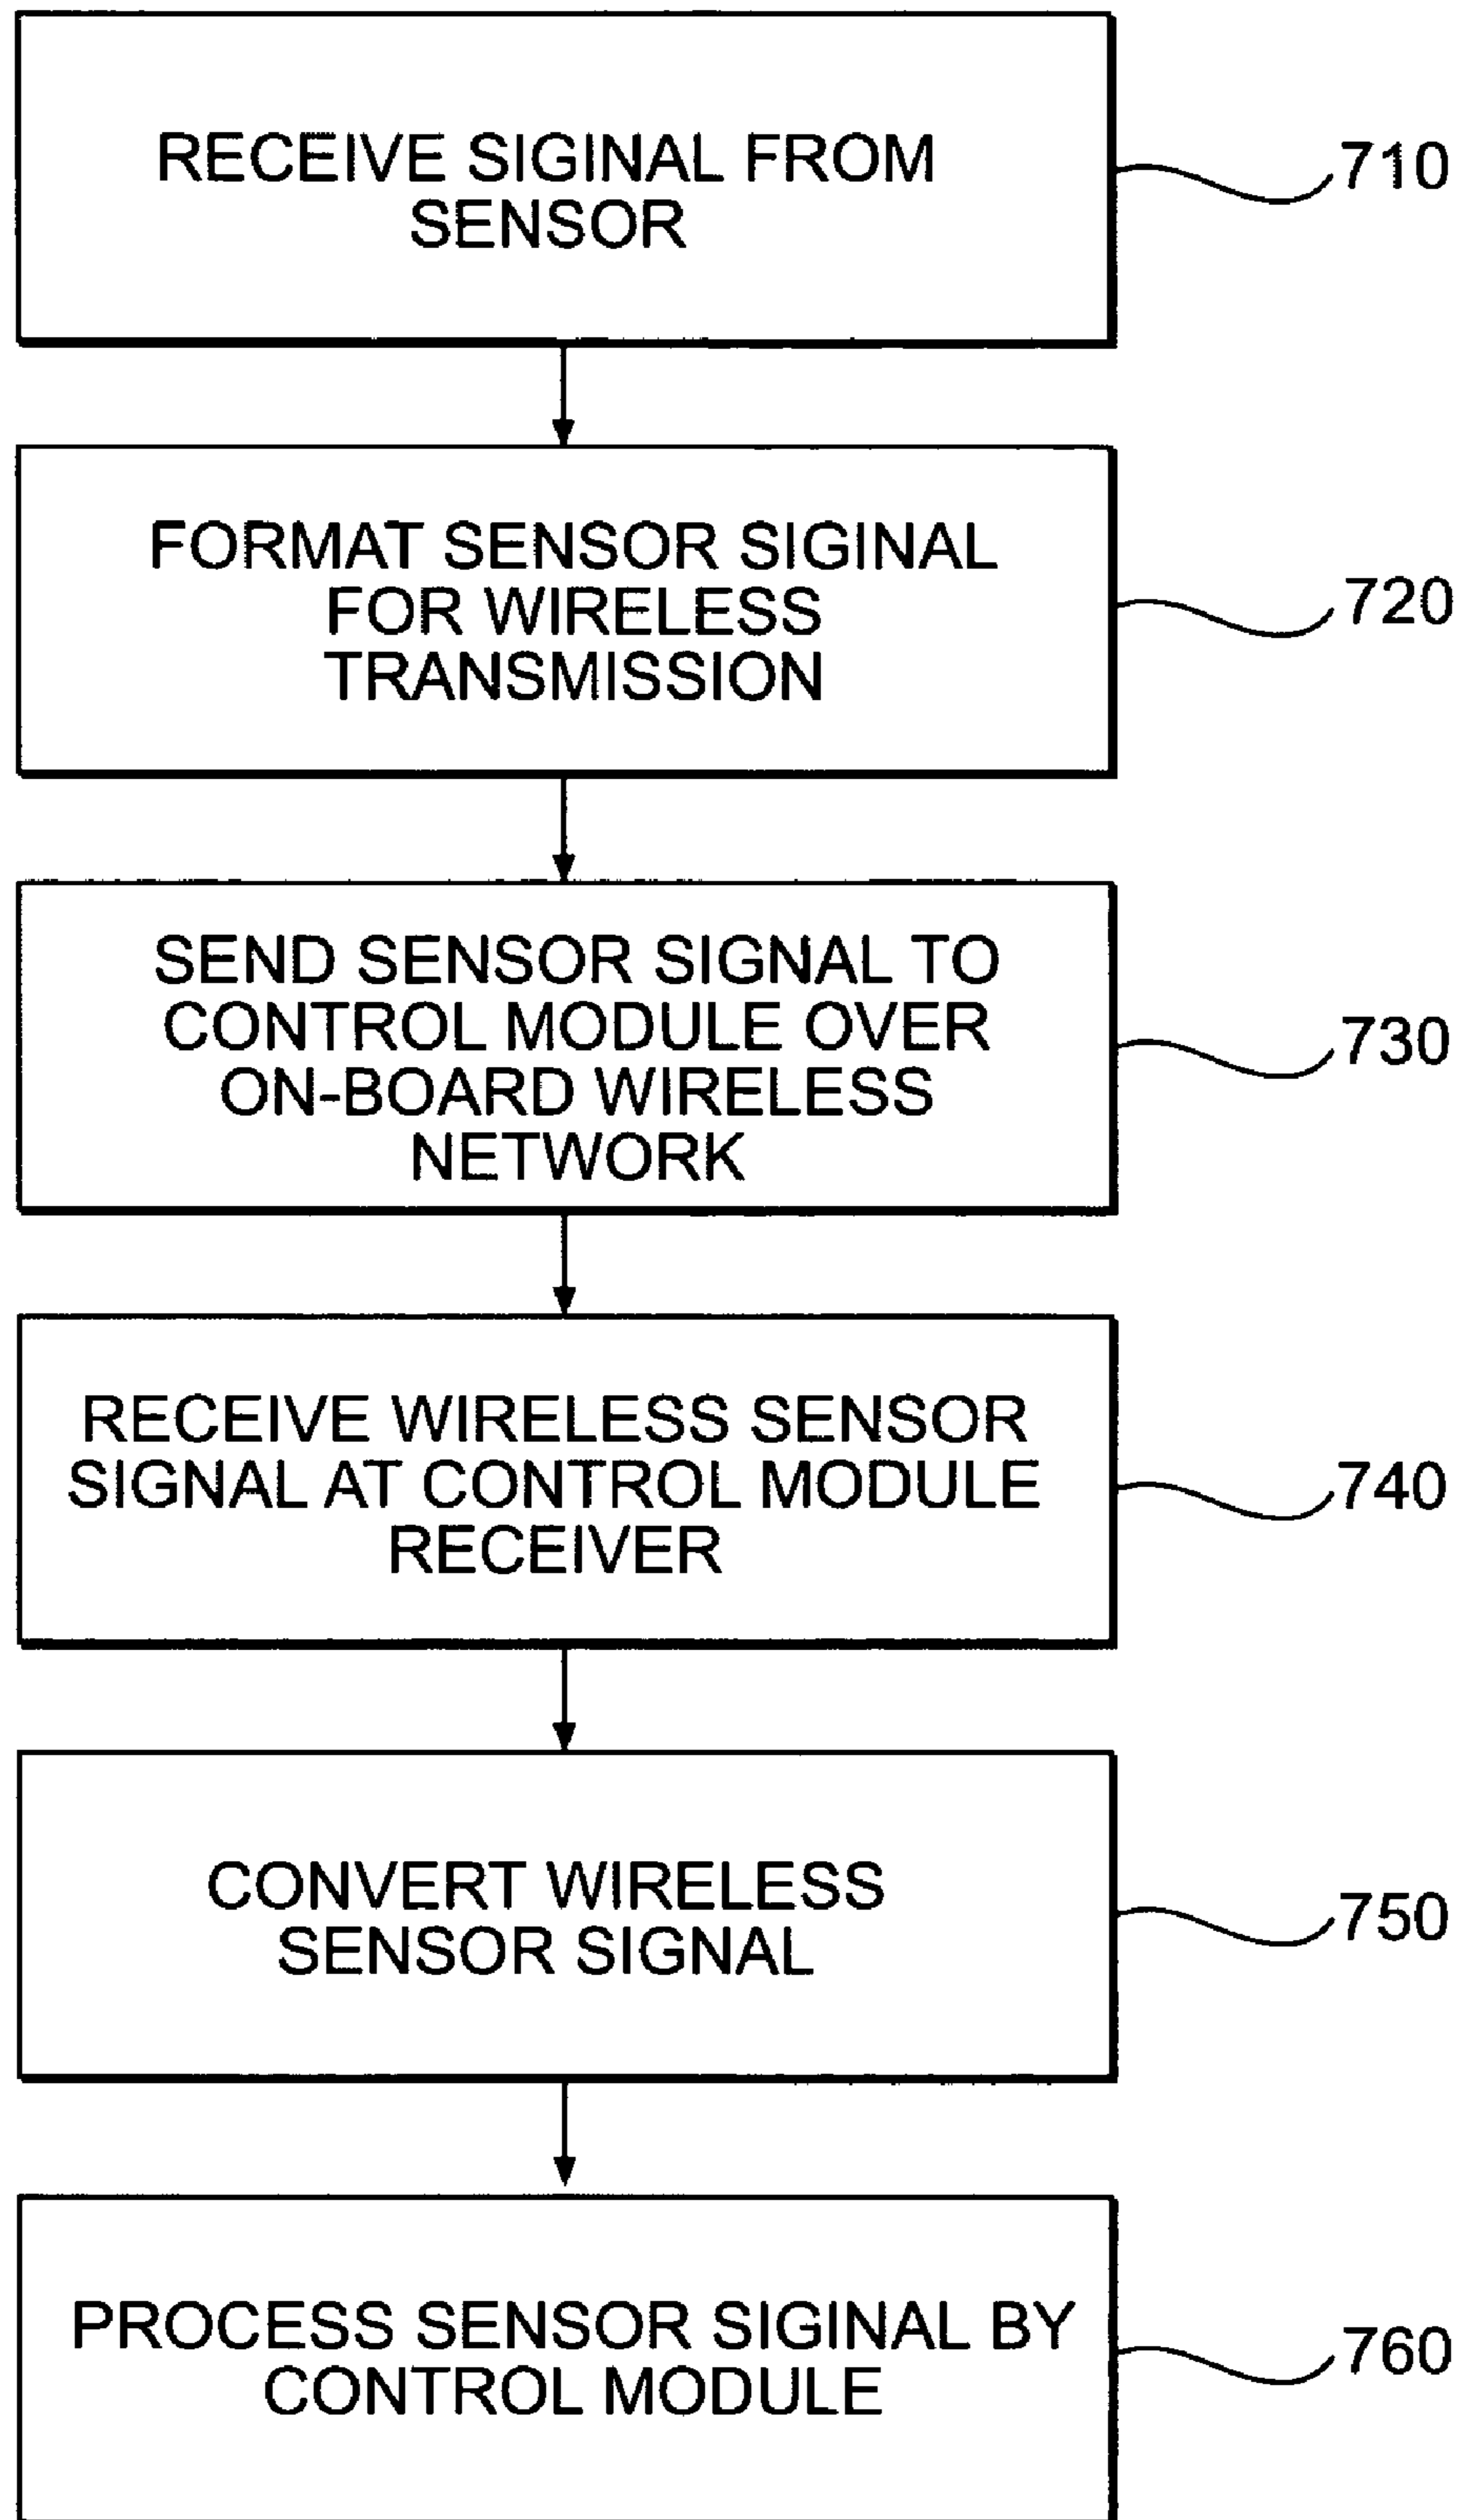 RECEIVE SIGINAL FROM
SENSOR
710
FORMAT SENSOR SIGINAL
FOR WIRELESS
TRANSMISSION
720
SEND SENSOR SIGNAL TO
CONTROL MODULE OVER
ON-BOARD WIRELESS
NETWORK
730
RECEIVE WIRELESS SENSOR
SIGNAL AT CONTROL MODULE
RECEIVER
740
CONVERT WIRELESS
SENSOR SIGNAL
750
PROCESS SENSOR SIGINAL BY
CONTROL MODULE
760